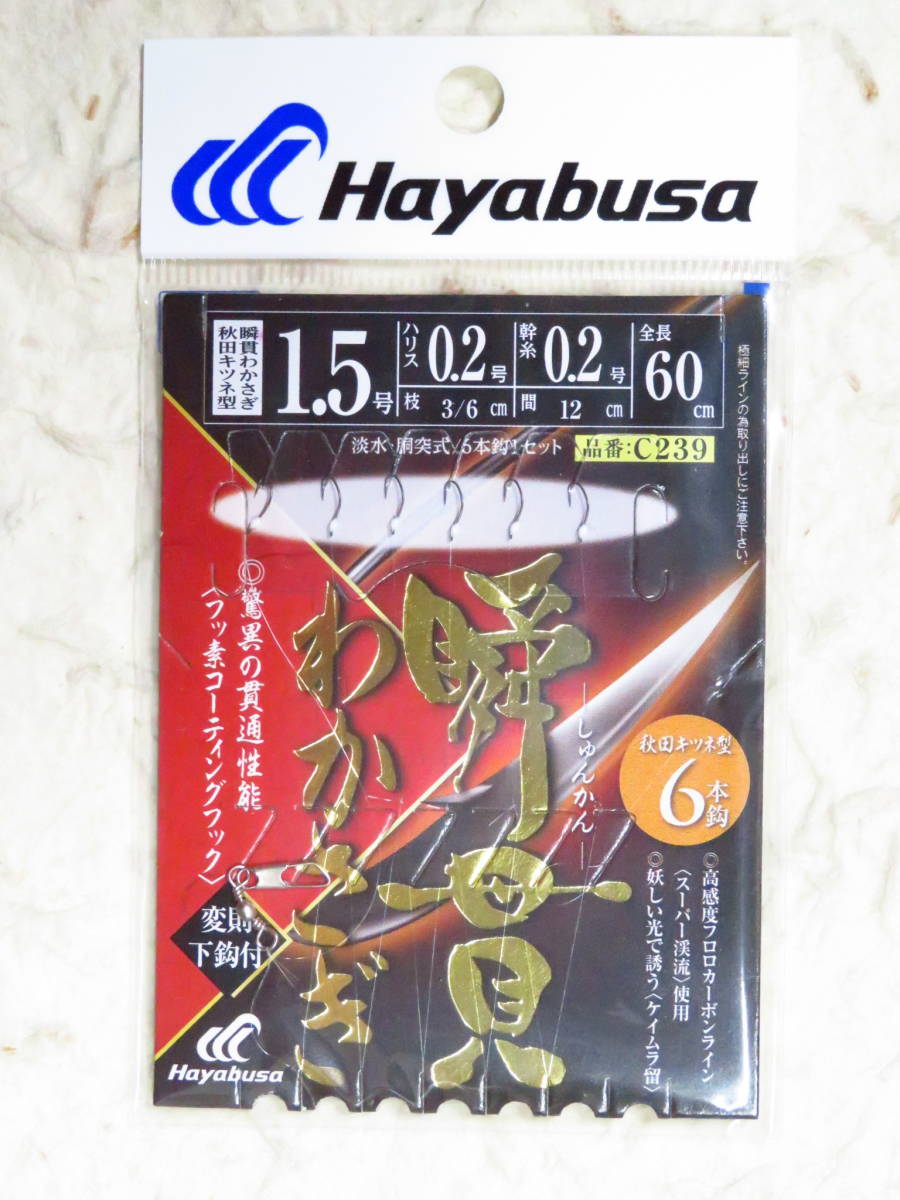 Hayabusa
瞬貫わかさぎ
秋田キツネ型
1.5号
ハリス 0.2号
枝 3/6cm
幹糸 0.2号
間 12cm
全長 60cm
淡水 胴突式 6本鈎1セット
品番:C239
極細ラインの為取り出しにご注意下さい。
瞬貫
―しゅんかん―
わかさぎ
◎驚異の貫通性能
〈フッ素コーティングフック〉
秋田キツネ型
6本鈎
◎高感度フロロカーボンライン
〈スーパー渓流〉使用
◎妖しい光で誘う〈ケイムラ留〉
変則
下鈎付
Hayabusa